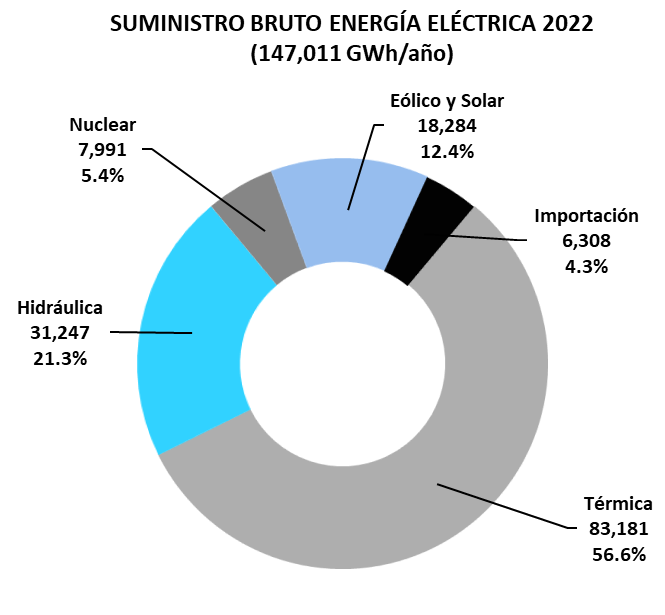 SUMINISTRO BRUTO ENERGÍA ELÉCTRICA 2022
(147,011 GWh/año)
Eólico y Solar
18,284
12.4%
Nuclear
7,991
5.4%
Importación
6,308
4.3%
Hidráulica
31,247
21.3%
Térmica
83,181
56.6%